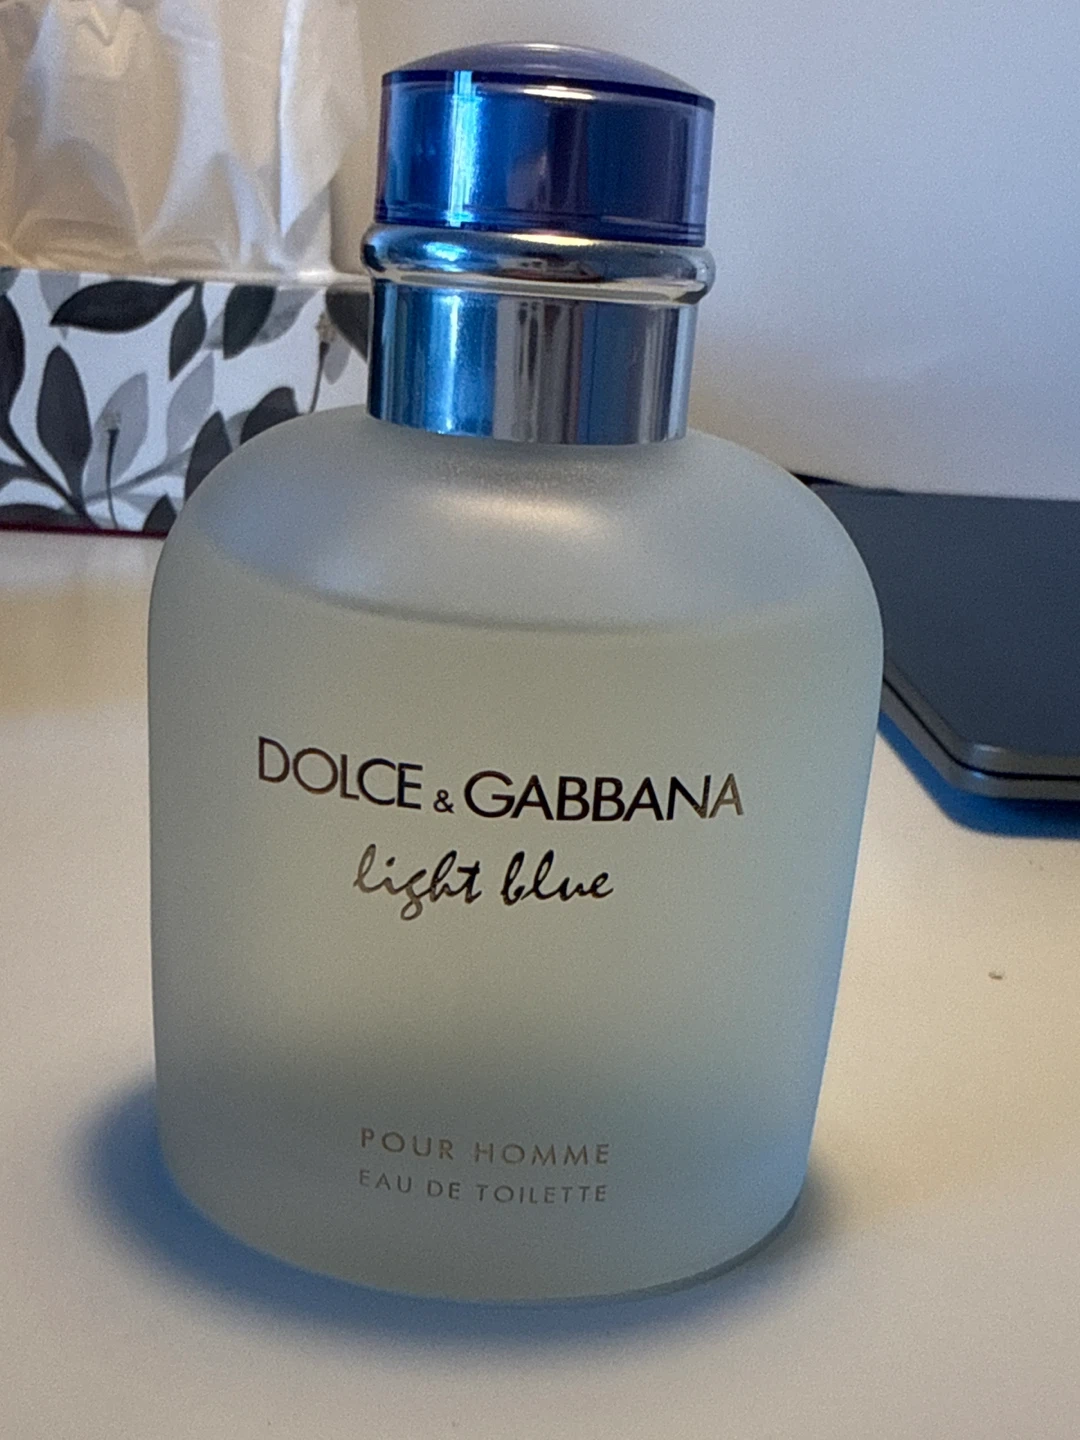 DOLCE & GABBANA
light blue
POUR HOMME
EAU DE TOILETTE